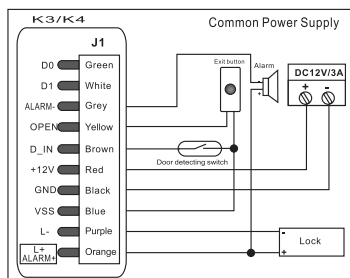 K3/K4
Common Power Supply
J1
D0 Green
D1 White
ALARM- Grey
OPEN Yellow
D_IN Brown
+12V Red
GND Black
VSS Blue
L- Purple
L+
ALARM+ Orange
Exit button
Alarm
-
+
DC12V/3A
+ -
Door detecting switch
-
Lock
+